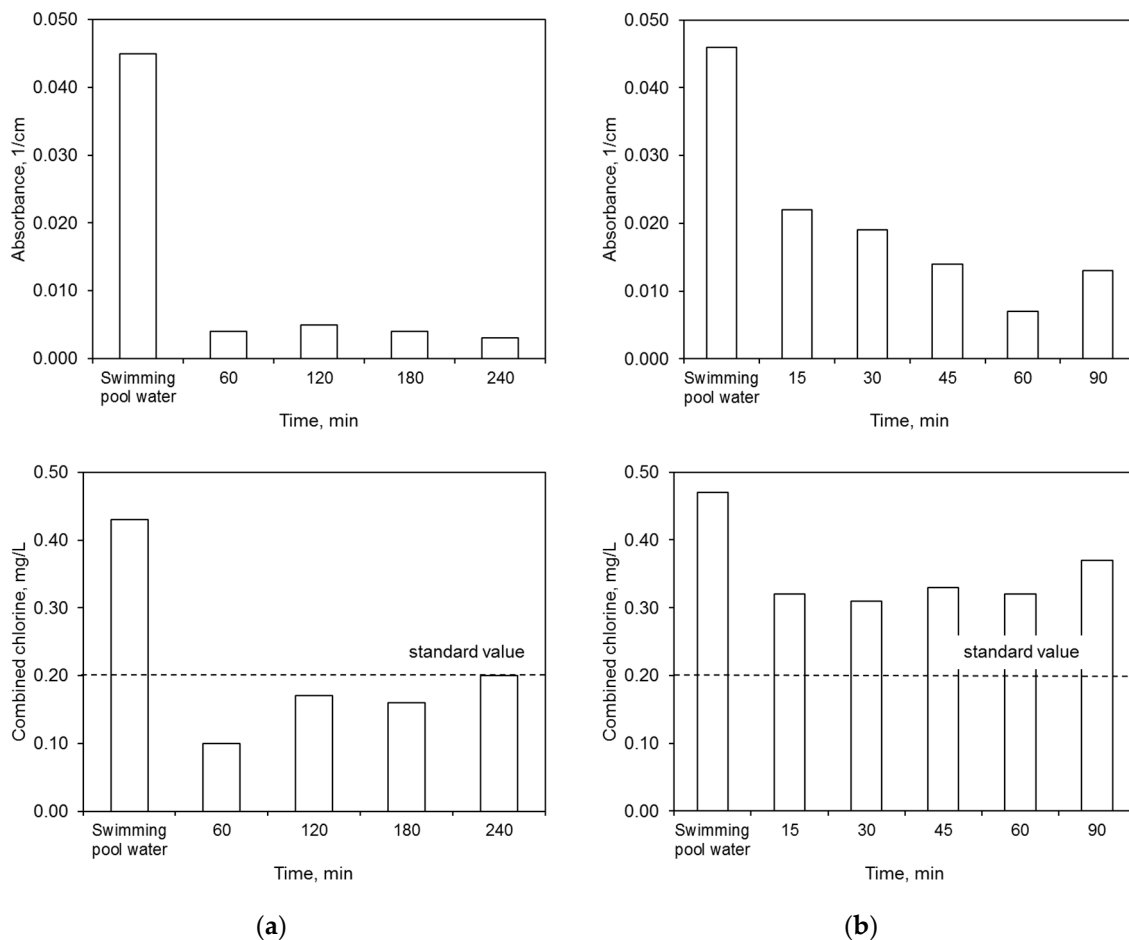 0.050
0.040
0.030
0.020
0.010
0.000
Absorbance, 1/cm
Swimming
pool water
60
120
180
240
Time, min
0.050
0.040
0.030
0.020
0.010
0.000
Absorbance, 1/cm
Swimming
pool water
15
30
45
60
90
Time, min
0.50
0.40
0.30
0.20
0.10
0.00
Combined chlorine, mg/L
standard value
Swimming
pool water
60
120
180
240
Time, min
(a)
0.50
0.40
0.30
0.20
0.10
0.00
Combined chlorine, mg/L
standard value
Swimming
pool water
15
30
45
60
90
Time, min
(b)